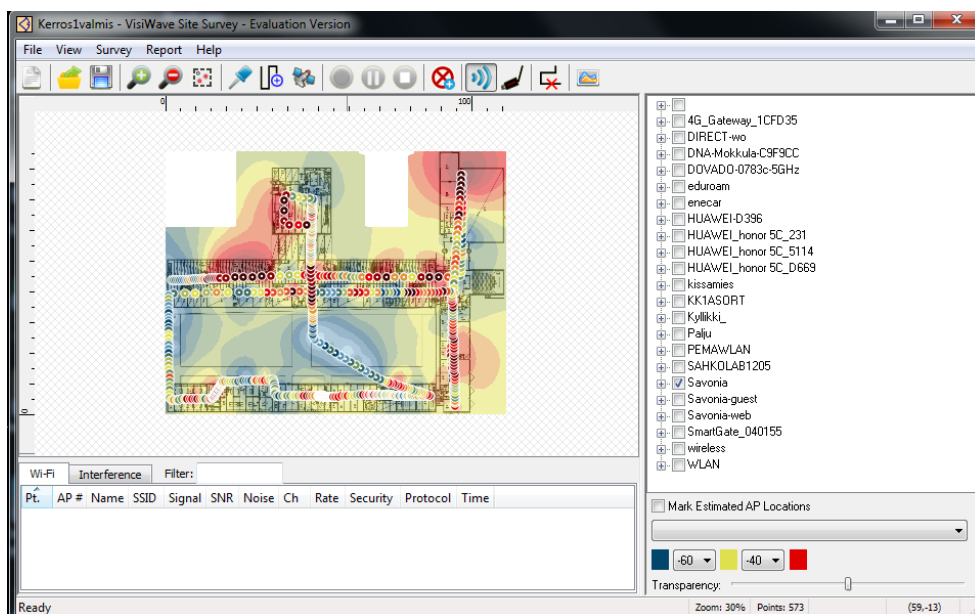 Kerros1valmis - VisiWave Site Survey - Evaluation Version
File View Survey Report Help
0 100
0
4G_Gateway_1CFD35
DIRECT-wo
DNA-Mokkula-C9F9CC
DOVADO-0783c-5GHz
eduroam
enecar
HUAWEI-D396
HUAWEI_honor 5C_231
HUAWEI_honor 5C_5114
HUAWEI_honor 5C_D669
kissamies
KK1ASORT
Kyllikki_
Palju
PEMAWLAN
SAHKOLAB1205
Savonia
Savonia-guest
Savonia-web
SmartGate_040155
wireless
WLAN
Wi-Fi Interference Filter:
Pt. AP # Name SSID Signal SNR Noise Ch Rate Security Protocol Time
Mark Estimated AP Locations
-60 -40
Transparency:
Ready Zoom: 30% Points: 573 (59,-13)